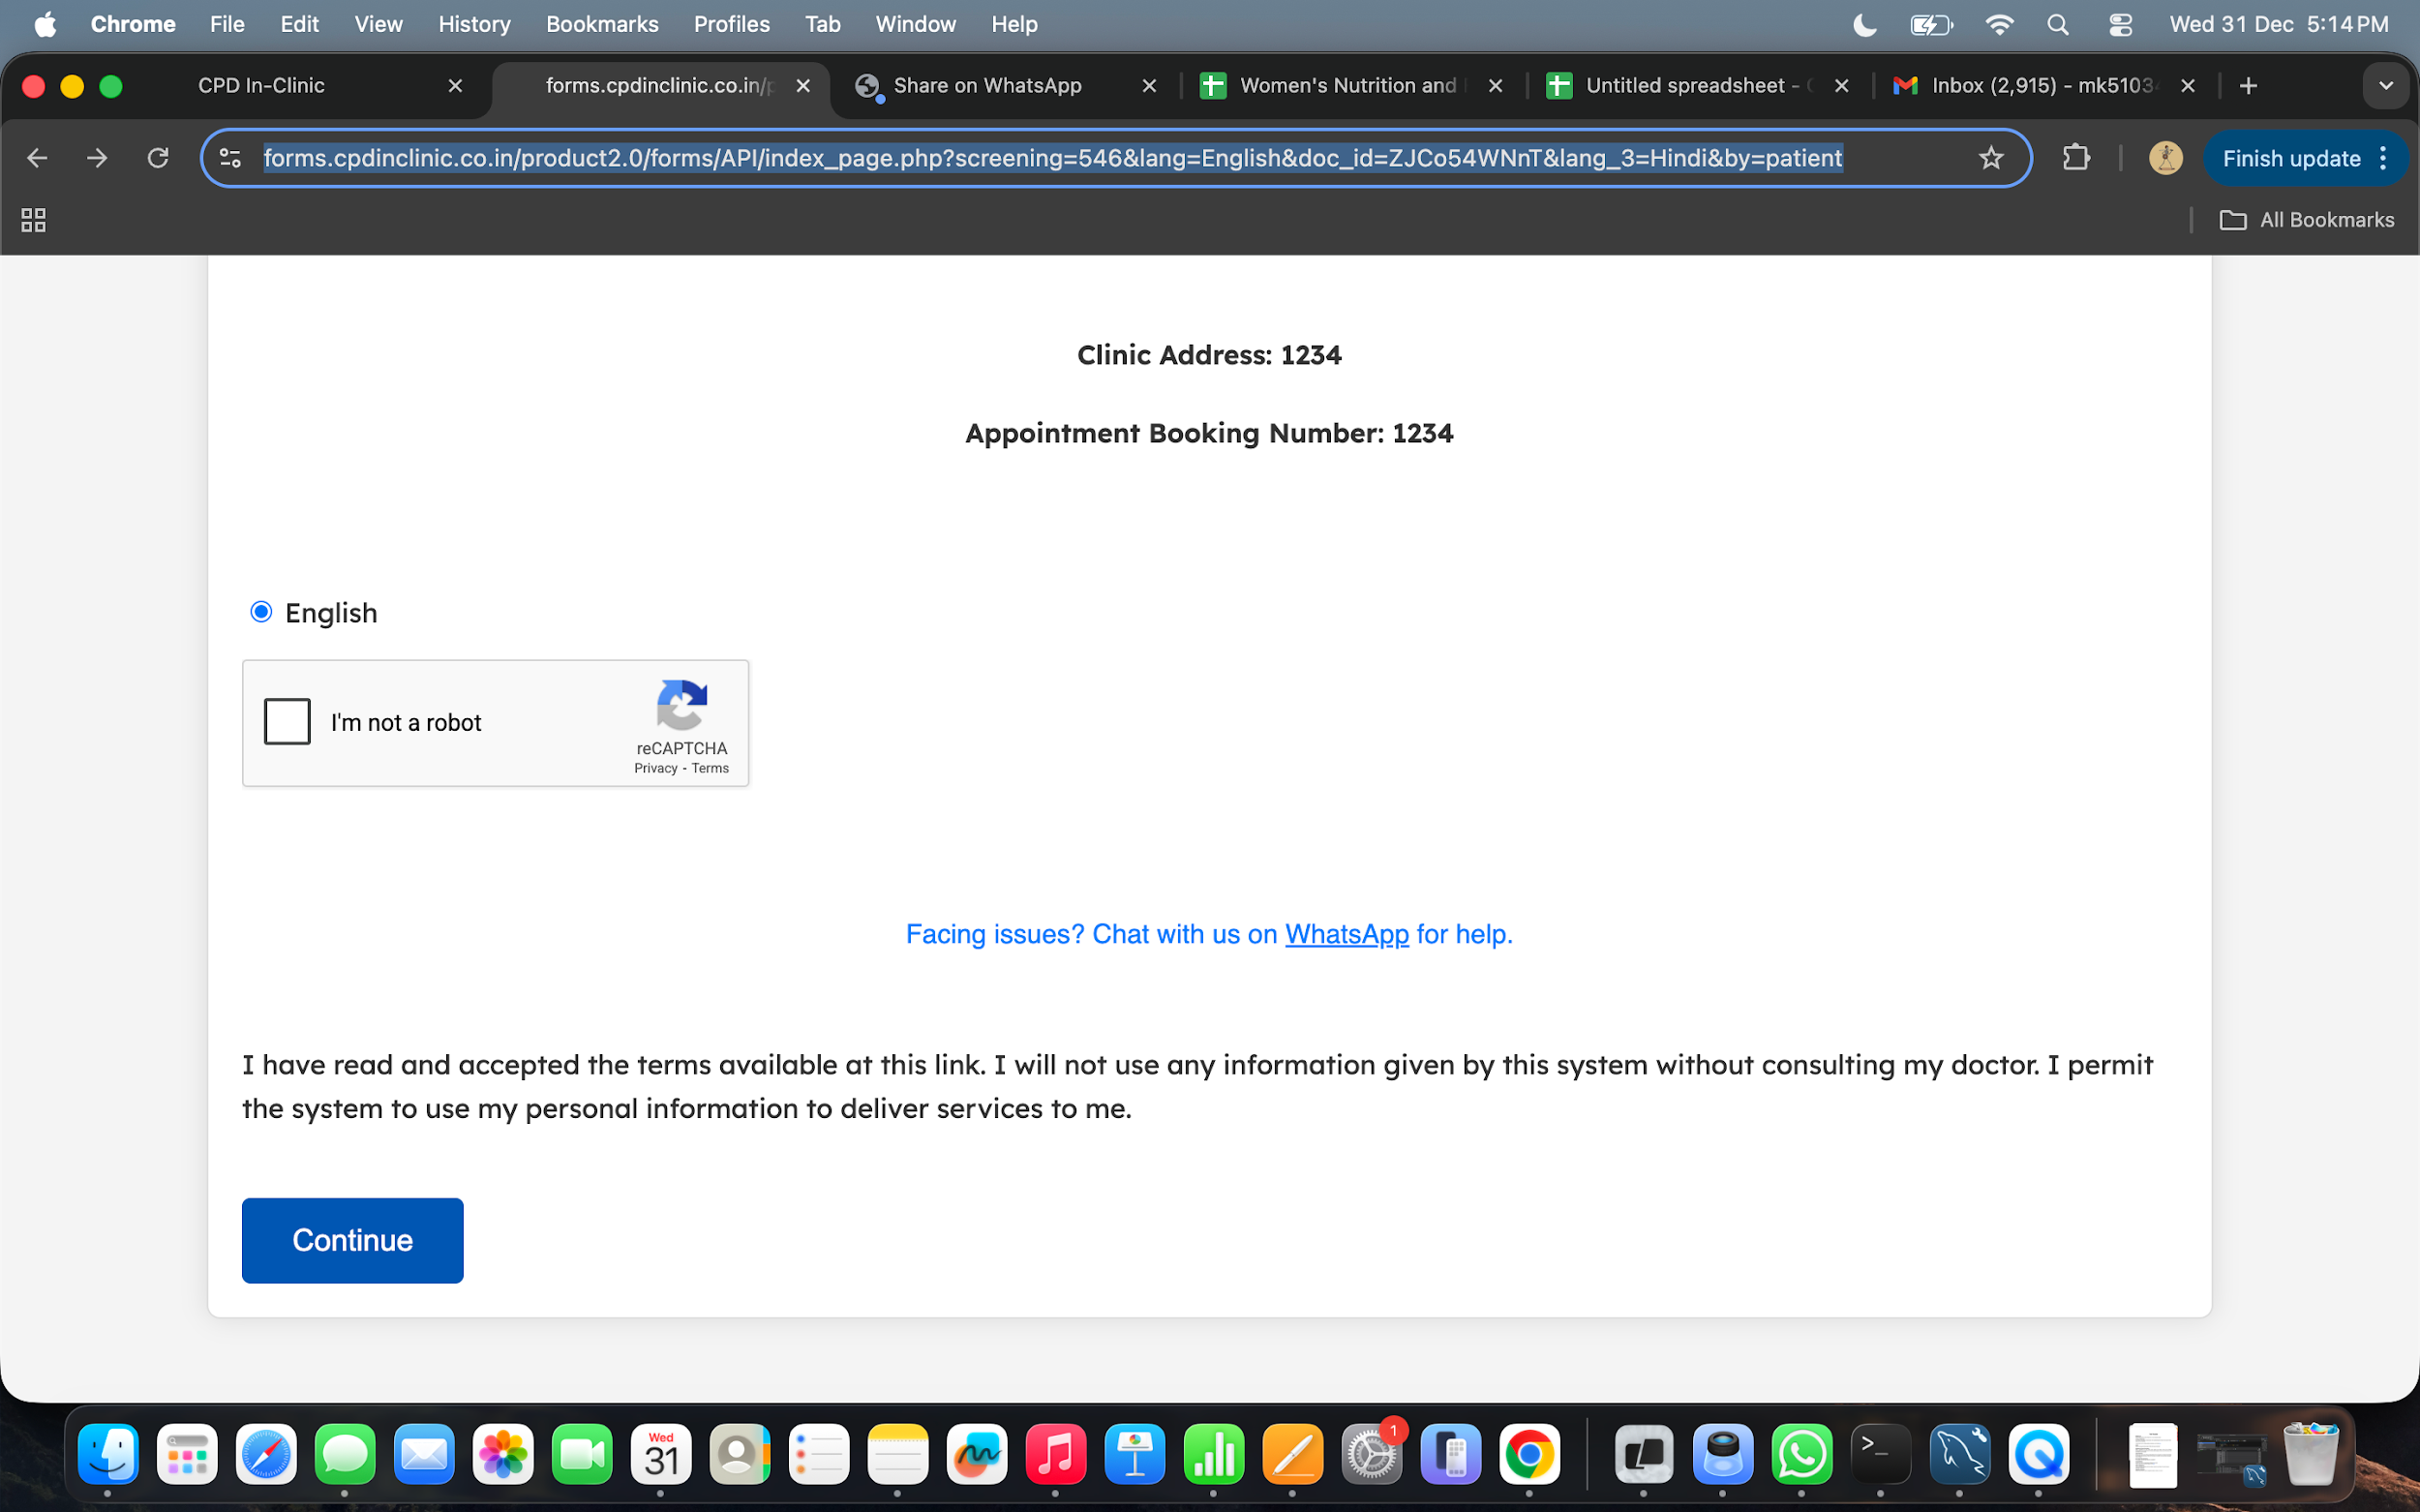 Chrome File Edit View History Bookmarks Profiles Tab Window Help Wed 31 Dec 5:14 PM
CPD In-Clinic forms.cpdinclinic.co.in/p Share on WhatsApp Women's Nutrition and Untitled spreadsheet - Inbox (2,915) - mk5103
forms.cpdinclinic.co.in/product2.0/forms/API/index_page.php?screening=546&lang=English&doc_id=ZJCo54WNnT&lang_3=Hindi&by=patient Finish update
All Bookmarks
Clinic Address: 1234
Appointment Booking Number: 1234
English
I'm not a robot
reCAPTCHA
Privacy - Terms
Facing issues? Chat with us on WhatsApp for help.
I have read and accepted the terms available at this link. I will not use any information given by this system without consulting my doctor. I permit
the system to use my personal information to deliver services to me.
Continue
Wed
31
1